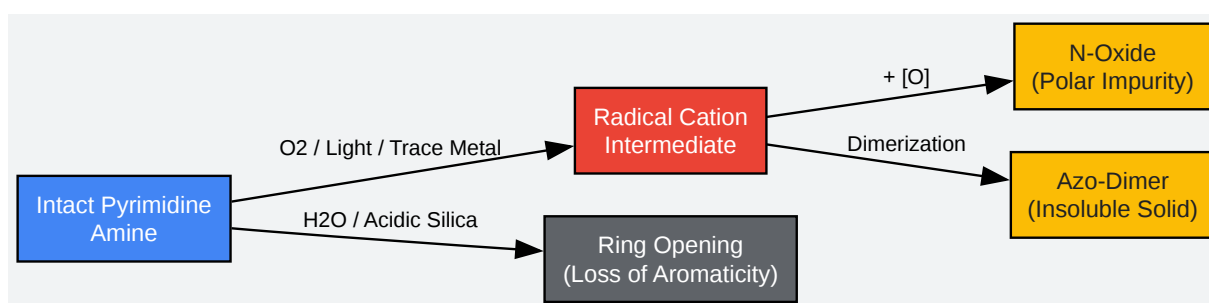 N-Oxide
(Polar Impurity)
+ [O]
Radical Cation
Intermediate
O2 / Light / Trace Metal
Dimerization
Azo-Dimer
(Insoluble Solid)
Intact Pyrimidine
Amine
H2O / Acidic Silica
Ring Opening
(Loss of Aromaticity)